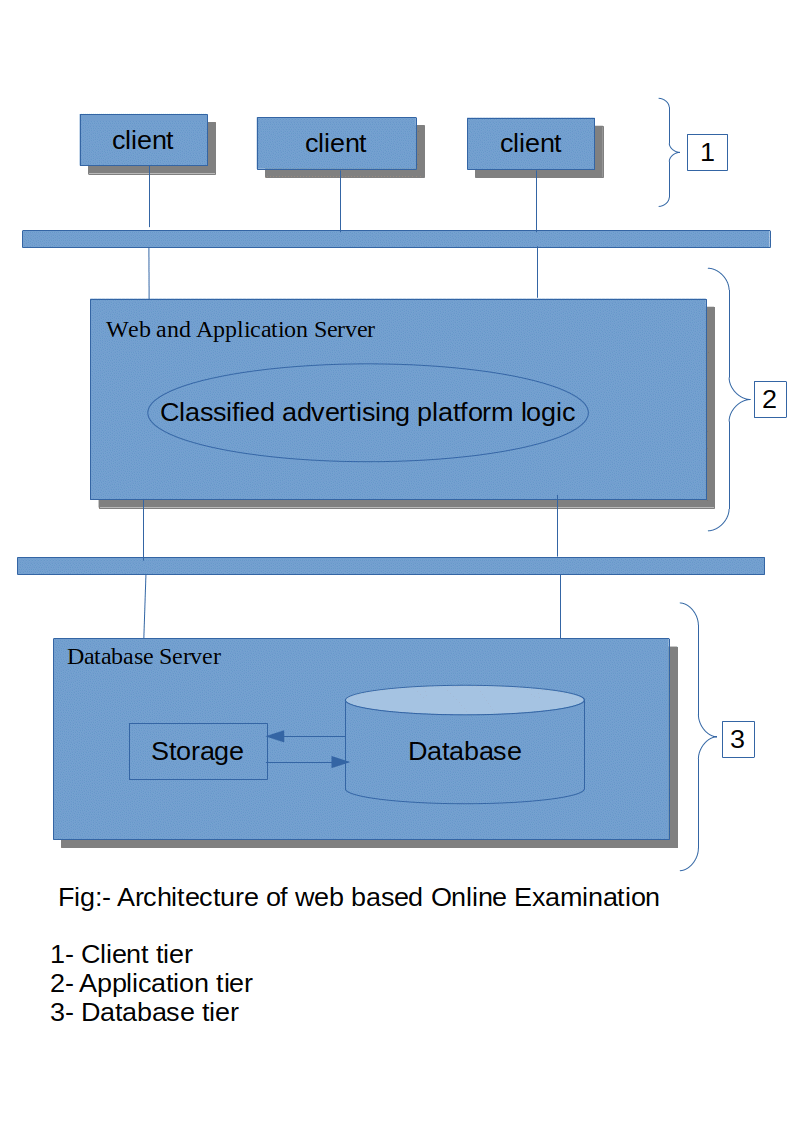 client
client
client
1
Web and Application Server
Classified advertising platform logic
2
Database Server
Storage
Database
3
Fig:- Architecture of web based Online Examination
1- Client tier
2- Application tier
3- Database tier